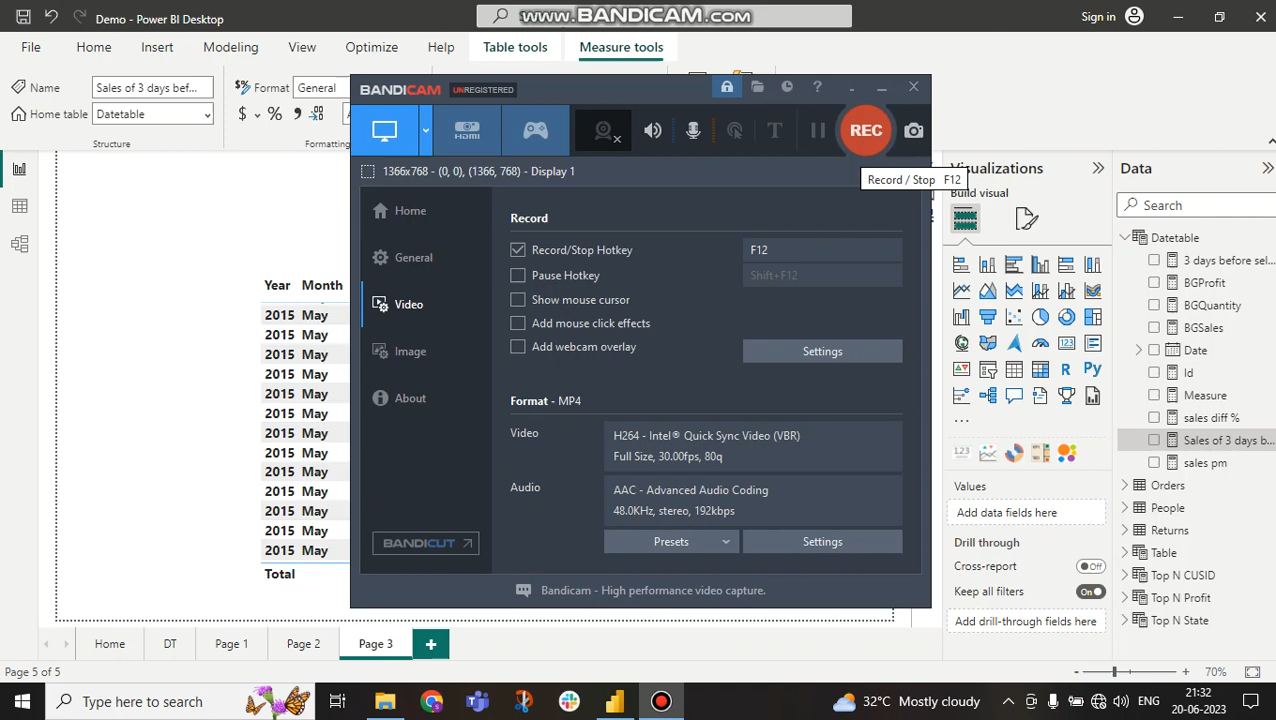 Demo - Power BI Desktop
www.BANDICAM.com
Sign in
File
Home
Insert
Modeling
View
Optimize
Help
Table tools
Measure tools
Name
Sales of 3 days bef...
Format
General
Home table
Datetable
$
%
Structure
Formatting
BANDICAM
UNREGISTERED
HDMI
REC
Record / Stop F12
1366x768 - (0, 0), (1366, 768) - Display 1
Home
General
Video
Image
About
BANDICUT
Record
Record/Stop Hotkey
F12
Pause Hotkey
Shift+F12
Show mouse cursor
Add mouse click effects
Add webcam overlay
Settings
Format - MP4
Video
H264 - Intel® Quick Sync Video (VBR)
Full Size, 30.00fps, 80q
Audio
AAC - Advanced Audio Coding
48.0KHz, stereo, 192kbps
Presets
Settings
Bandicam - High performance video capture.
Year Month
2015 May
2015 May
2015 May
2015 May
2015 May
2015 May
2015 May
2015 May
2015 May
2015 May
2015 May
2015 May
2015 May
Total
Visualizations
Build visual
123
R
Py
...
123
Values
Add data fields here
Drill through
Cross-report
Off
Keep all filters
On
Add drill-through fields here
Data
Search
Datetable
3 days before sel...
BGProfit
BGQuantity
BGSales
Date
Id
Measure
sales diff %
Sales of 3 days b...
sales pm
Orders
People
Returns
Table
Top N CUSID
Top N Profit
Top N State
Home
DT
Page 1
Page 2
Page 3
Page 5 of 5
70%
Type here to search
32°C Mostly cloudy
ENG
21:32
20-06-2023